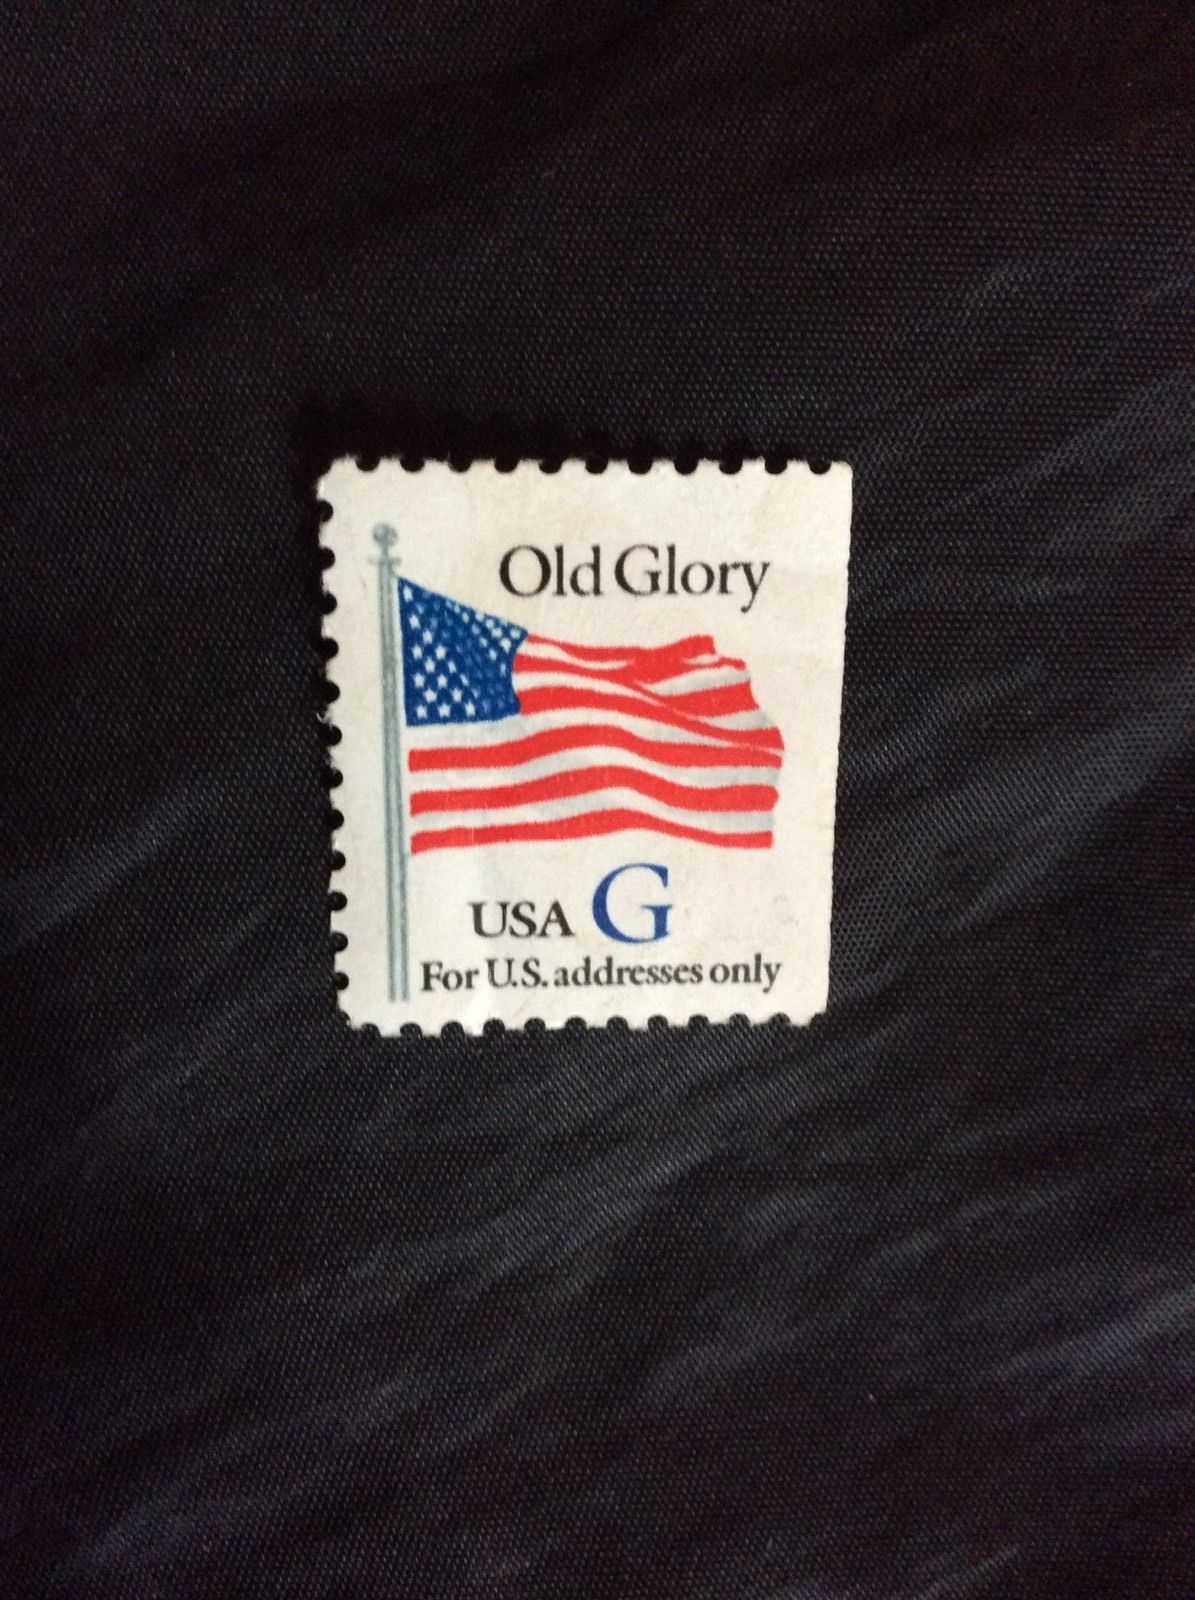 Old Glory
USA G
For U.S. addresses only